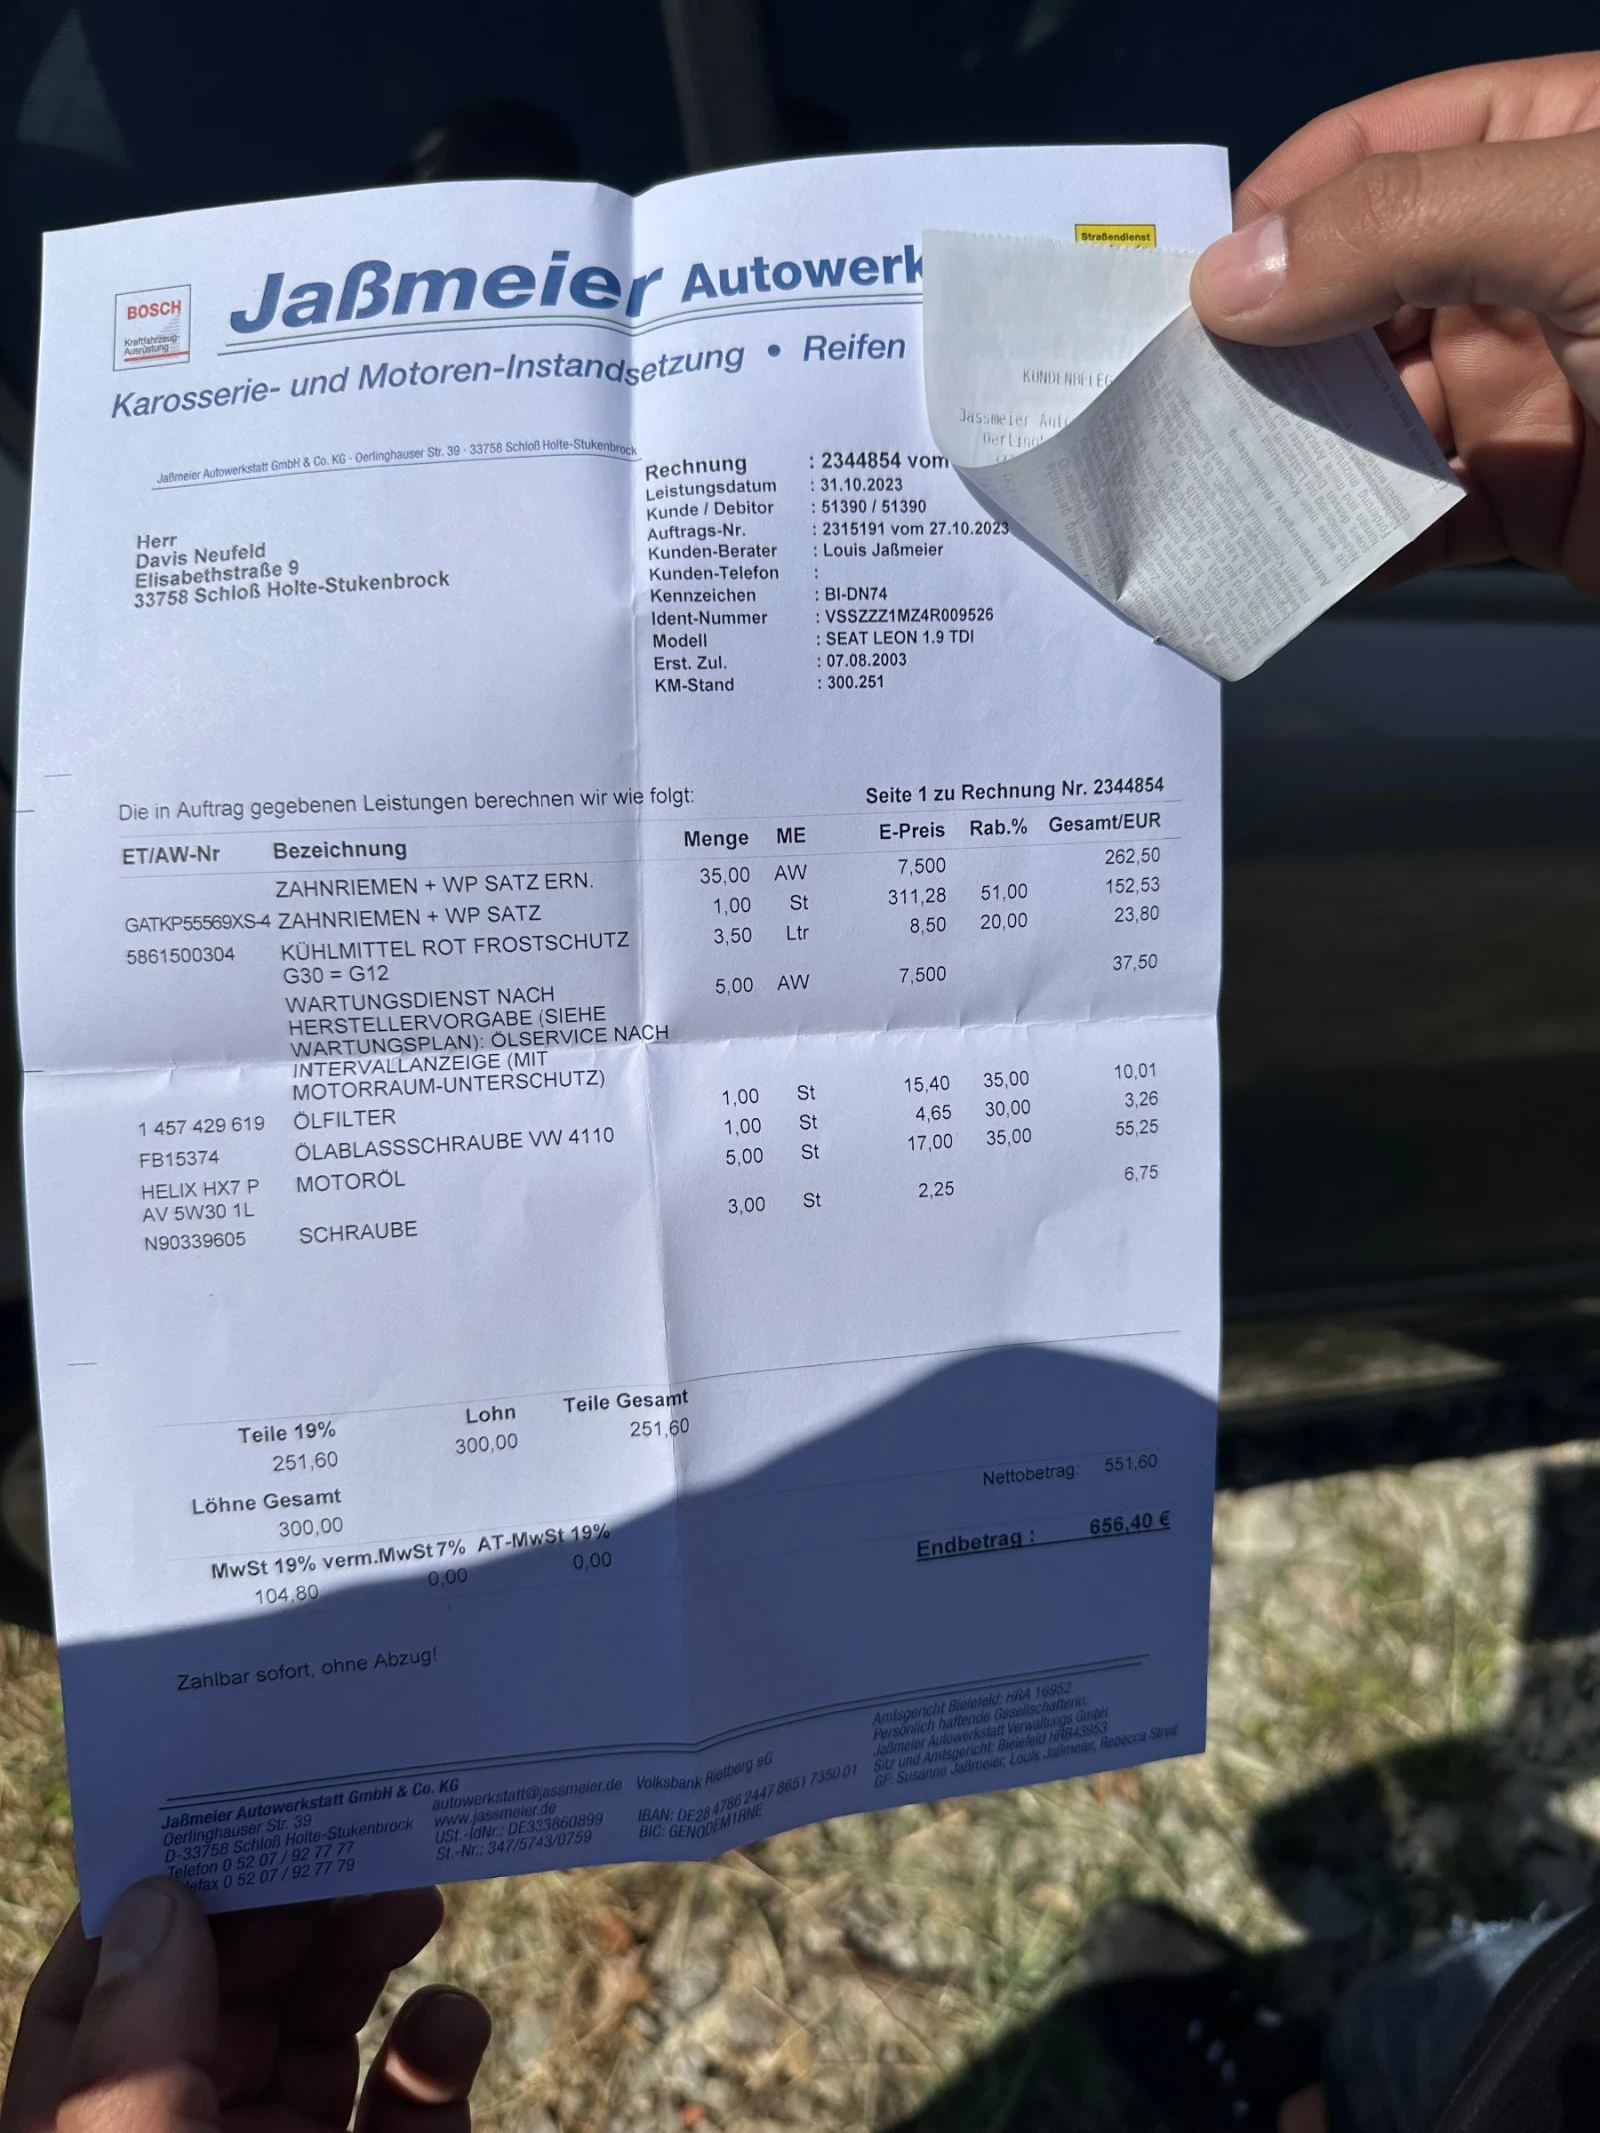 Straßendienst
BOSCH
Kraftfahrzeug-
Ausrüstung
Jaßmeier Autowerk
Karosserie- und Motoren-Instandsetzung • Reifen
KUNDENBELEG
Jassmeier
Jaßmeier Autowerkstatt GmbH & Co. KG - Oerlinghauser Str. 39 - 33758 Schloß Holte-Stukenbrock
Herr
Davis Neufeld
Elisabethstraße 9
33758 Schloß Holte-Stukenbrock
Rechnung : 2344854 vom
Leistungsdatum : 31.10.2023
Kunde / Debitor : 51390 / 51390
Auftrags-Nr. : 2315191 vom 27.10.2023
Kunden-Berater : Louis Jaßmeier
Kunden-Telefon :
Kennzeichen : BI-DN74
Ident-Nummer : VSSZZZ1MZ4R009526
Modell : SEAT LEON 1.9 TDI
Erst. Zul. : 07.08.2003
KM-Stand : 300.251
Die in Auftrag gegebenen Leistungen berechnen wir wie folgt:
Seite 1 zu Rechnung Nr. 2344854
ET/AW-Nr Bezeichnung Menge ME E-Preis Rab.% Gesamt/EUR
ZAHNRIEMEN + WP SATZ ERN. 35,00 AW 7,500 262,50
GATKP55569XS-4 ZAHNRIEMEN + WP SATZ 1,00 St 311,28 51,00 152,53
5861500304 KÜHLMITTEL ROT FROSTSCHUTZ 3,50 Ltr 8,50 20,00 23,80
G30 = G12
WARTUNGSDIENST NACH 5,00 AW 7,500 37,50
HERSTELLERVORGABE (SIEHE
WARTUNGSPLAN): ÖLSERVICE NACH
INTERVALLANZEIGE (MIT
MOTORRAUM-UNTERSCHUTZ)
1 457 429 619 ÖLFILTER 1,00 St 15,40 35,00 10,01
FB15374 ÖLABLASSSCHRAUBE VW 4110 1,00 St 4,65 30,00 3,26
HELIX HX7 P MOTORÖL 5,00 St 17,00 35,00 55,25
AV 5W30 1L
N90339605 SCHRAUBE 3,00 St 2,25 6,75
Teile 19% Lohn Teile Gesamt
251,60 300,00 251,60
Löhne Gesamt
300,00
Nettobetrag: 551,60
MwSt 19% verm.MwSt 7% AT-MwSt 19%
104,80 0,00 0,00
Endbetrag : 656,40 €
Zahlbar sofort, ohne Abzug!
Jaßmeier Autowerkstatt GmbH & Co. KG
Oerlinghauser Str. 39
D-33758 Schloß Holte-Stukenbrock
Telefon 0 52 07 / 92 77 77
efax 0 52 07 / 92 77 79
autowerkstatt@jassmeier.de
www.jassmeier.de
USt.-IdNr.: DE333860899
St.-Nr.: 347/5743/0759
Volksbank Rietberg eG
IBAN: DE28 4786 2447 8651 7350 01
BIC: GENODEM1RNE
Amtsgericht Bielefeld: HRA 16952
Persönlich haftende Gesellschafterin:
Jaßmeier Autowerkstatt Verwaltungs GmbH
Sitz und Amtsgericht: Bielefeld HRB43953
GF: Susanne Jaßmeier, Louis Jaßmeier, Rebecca Streit